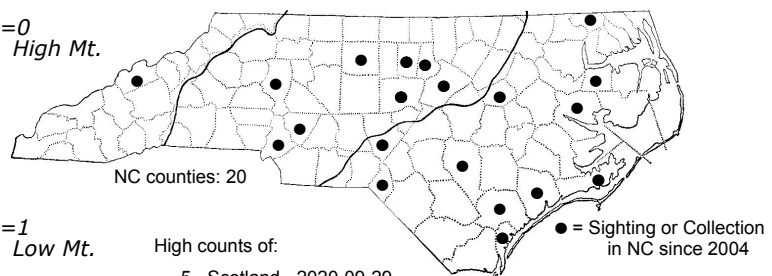 =0
High Mt.
NC counties: 20
=1
Low Mt.
High counts of:
● = Sighting or Collection
in NC since 2004
5 - Scotland - 2020-09-29